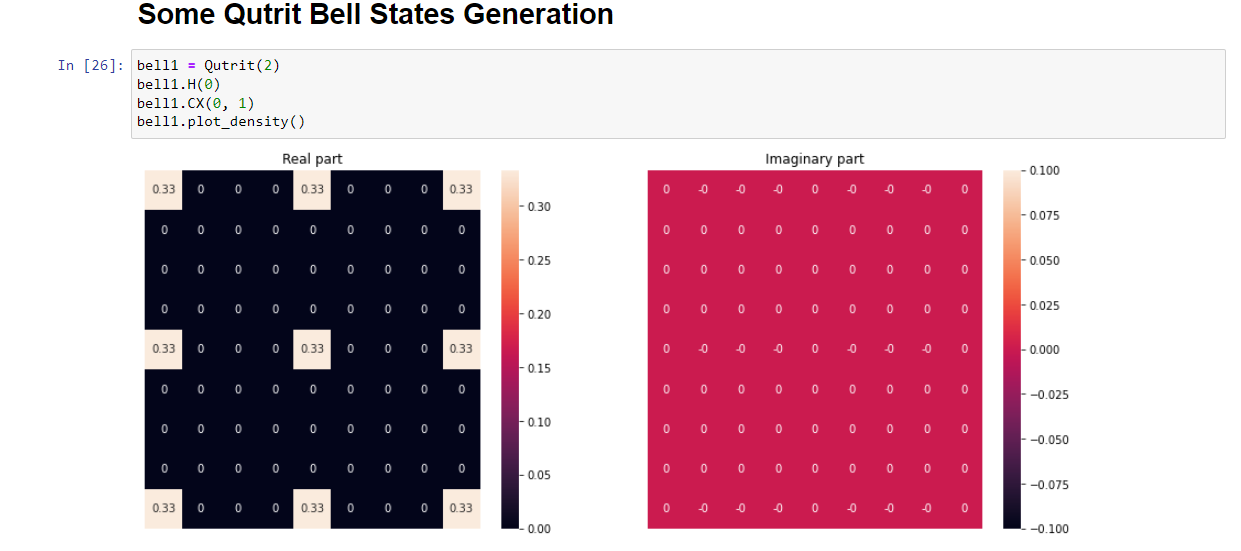 Some Qutrit Bell States Generation
In [26]:
bell1 = Qutrit(2)
bell1.H(0)
bell1.CX(0, 1)
bell1.plot_density()
Real part
0.33 0 0 0 0.33 0 0 0 0.33
0 0 0 0 0 0 0 0 0
0 0 0 0 0 0 0 0 0
0 0 0 0 0 0 0 0 0
0.33 0 0 0 0.33 0 0 0 0.33
0 0 0 0 0 0 0 0 0
0 0 0 0 0 0 0 0 0
0 0 0 0 0 0 0 0 0
0.33 0 0 0 0.33 0 0 0 0.33
0.30
0.25
0.20
0.15
0.10
0.05
0.00
Imaginary part
0 -0 -0 -0 0 -0 -0 -0 0
0 0 0 0 0 0 0 0 0
0 0 0 0 0 0 0 0 0
0 0 0 0 0 0 0 0 0
0 -0 -0 -0 0 -0 -0 -0 0
0 0 0 0 0 0 0 0 0
0 0 0 0 0 0 0 0 0
0 0 0 0 0 0 0 0 0
0 -0 -0 -0 0 -0 -0 -0 0
0.100
0.075
0.050
0.025
0.000
−0.025
−0.050
−0.075
−0.100